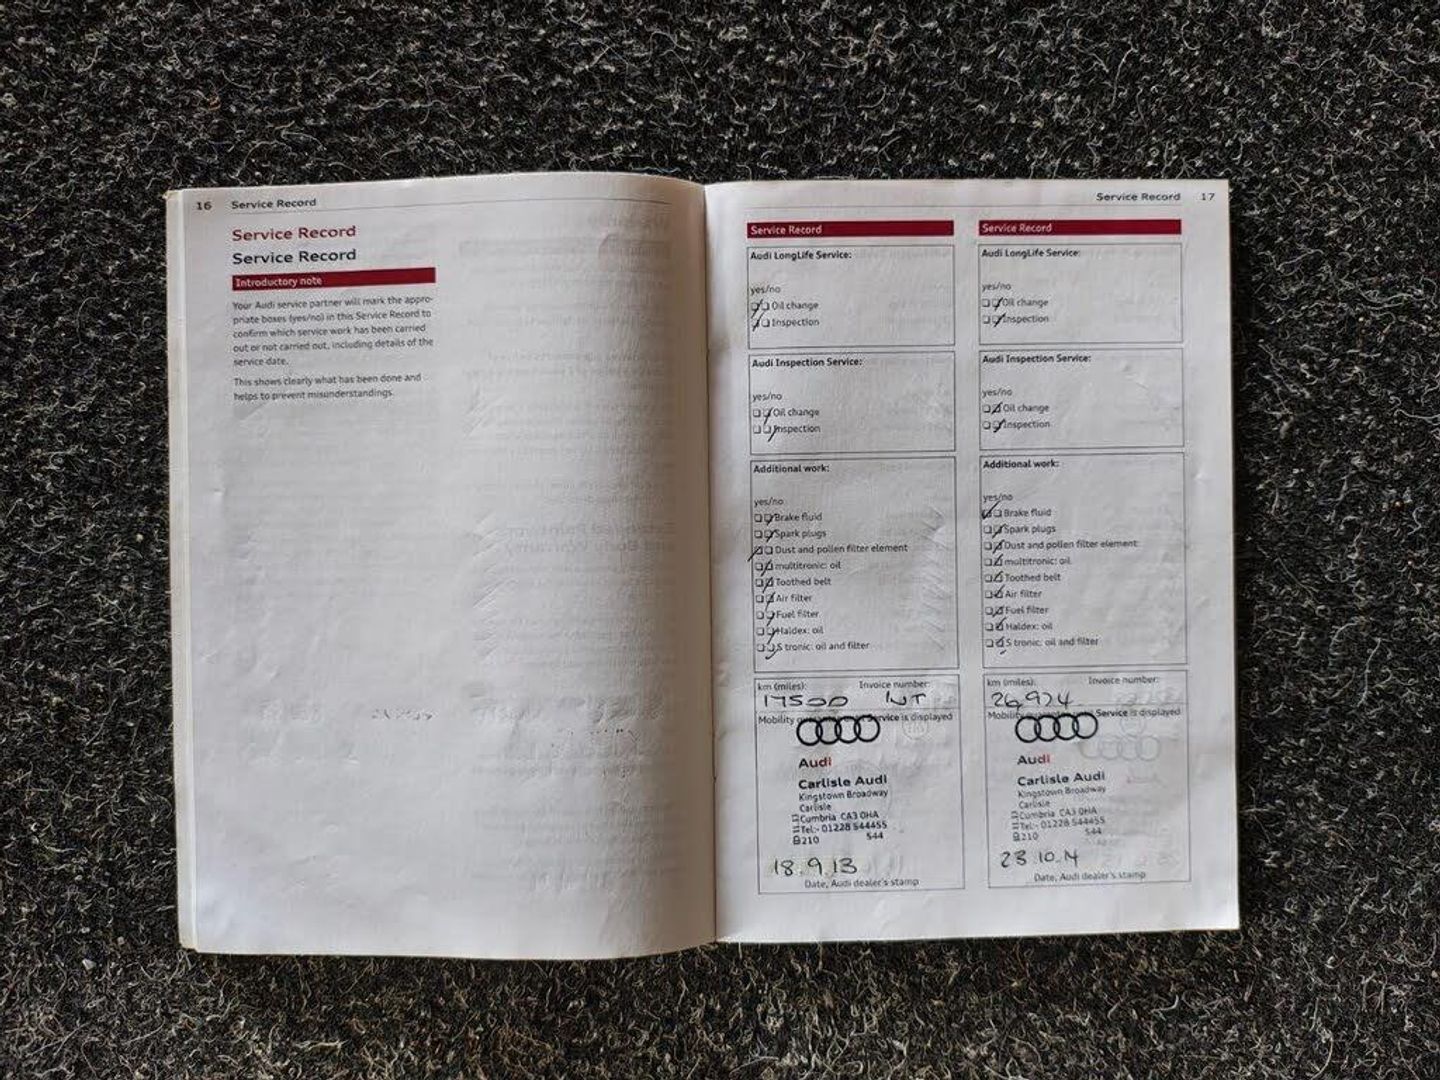 16 Service Record
Service Record
Service Record
Introductory note
Your Audi service partner will mark the appro-
priate boxes (yes/no) in this Service Record to
confirm which service work has been carried
out or not carried out, including details of the
service date.
This shows clearly what has been done and
helps to prevent misunderstandings.
Service Record 17
Service Record
Audi LongLife Service:
yes/no
Oil change
Inspection
Audi Inspection Service:
yes/no
Oil change
Inspection
Additional work:
yes/no
Brake fluid
Spark plugs
Dust and pollen filter element
multitronic: oil
Toothed belt
Air filter
Fuel filter
Haldex: oil
S tronic: oil and filter
km (miles): Invoice number:
17500 INT
Mobility service is displayed
Audi
Carlisle Audi
Kingstown Broadway
Carlisle
Cumbria CA3 0HA
Tel:- 01228 544455
210 544
18.9.13
Date, Audi dealer's stamp
Service Record
Audi LongLife Service:
yes/no
Oil change
Inspection
Audi Inspection Service:
yes/no
Oil change
Inspection
Additional work:
yes/no
Brake fluid
Spark plugs
Dust and pollen filter element
multitronic: oil
Toothed belt
Air filter
Fuel filter
Haldex: oil
S tronic: oil and filter
km (miles): Invoice number:
26,974
Service is displayed
Audi
Carlisle Audi
Kingstown Broadway
Carlisle
Cumbria CA3 0HA
Tel:- 01228 544455
210 544
23.10.14
Date, Audi dealer's stamp